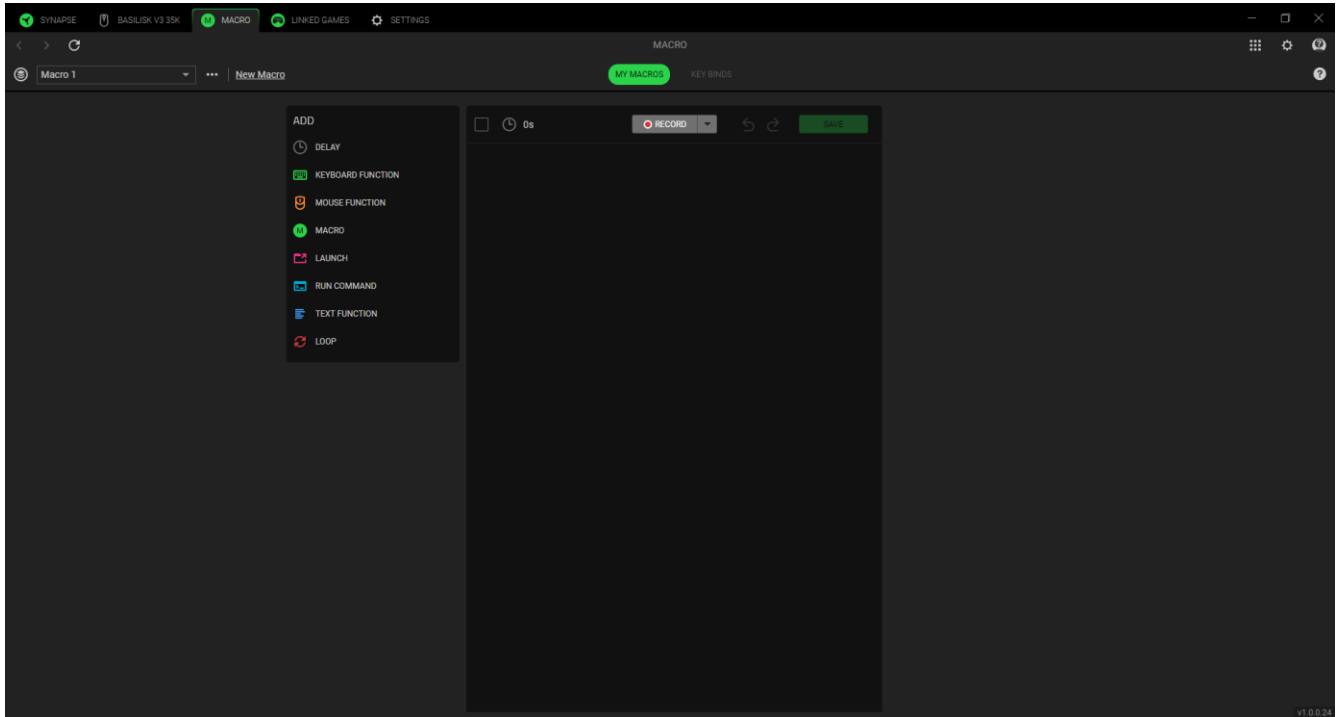 SYNAPSE BASILISK V3 35K MACRO LINKED GAMES SETTINGS
MACRO
Macro 1 New Macro MY MACROS KEY BINDS
ADD
0s RECORD SAVE
DELAY
KEYBOARD FUNCTION
MOUSE FUNCTION
M MACRO
LAUNCH
RUN COMMAND
TEXT FUNCTION
LOOP
v1.0.0.24